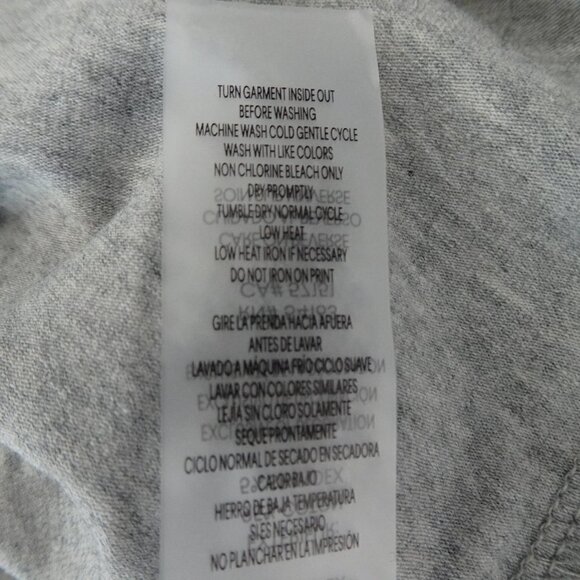 TURN GARMENT INSIDE OUT
BEFORE WASHING
MACHINE WASH COLD GENTLE CYCLE
WASH WITH LIKE COLORS
NON CHLORINE BLEACH ONLY
DRY PROMPTLY
TUMBLE DRY NORMAL CYCLE
LOW HEAT
LOW HEAT IRON IF NECESSARY
DO NOT IRON ON PRINT
GIRE LA PRENDA HACIA AFUERA
ANTES DE LAVAR
LAVADO A MÁQUINA FRÍO CICLO SUAVE
LAVAR CON COLORES SIMILARES
LEJÍA SIN CLORO SOLAMENTE
SEQUE PRONTAMENTE
CICLO NORMAL DE SECADO EN SECADORA
CALOR BAJO
HIERRO DE BAJA TEMPERATURA
SI ES NECESARIO
NO PLANCHAR EN LA IMPRESIÓN